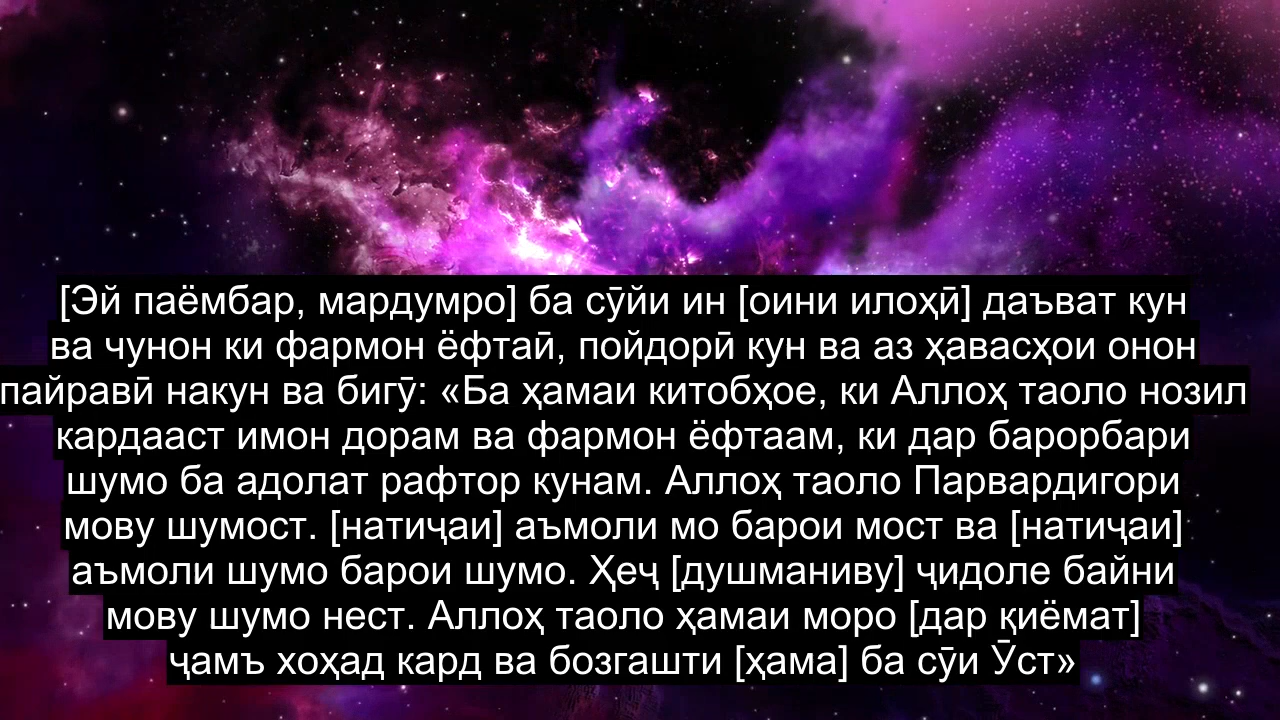 [Эй паёмбар, мардумро] ба сӯйи ин [оини илоҳӣ] даъват кун
ва чунон ки фармон ёфтаӣ, пойдорӣ кун ва аз ҳавасҳои онон
пайравӣ накун ва бигӯ: «Ба ҳамаи китобҳое, ки Аллоҳ таоло нозил
кардааст имон дорам ва фармон ёфтаам, ки дар барорбари
шумо ба адолат рафтор кунам. Аллоҳ таоло Парвардигори
мову шумост. [натиҷаи] аъмоли мо барои мост ва [натиҷаи]
аъмоли шумо барои шумо. Ҳеҷ [душманиву] ҷидоле байни
мову шумо нест. Аллоҳ таоло ҳамаи моро [дар қиёмат]
ҷамъ хоҳад кард ва бозгашти [ҳама] ба сӯи Ӯст»